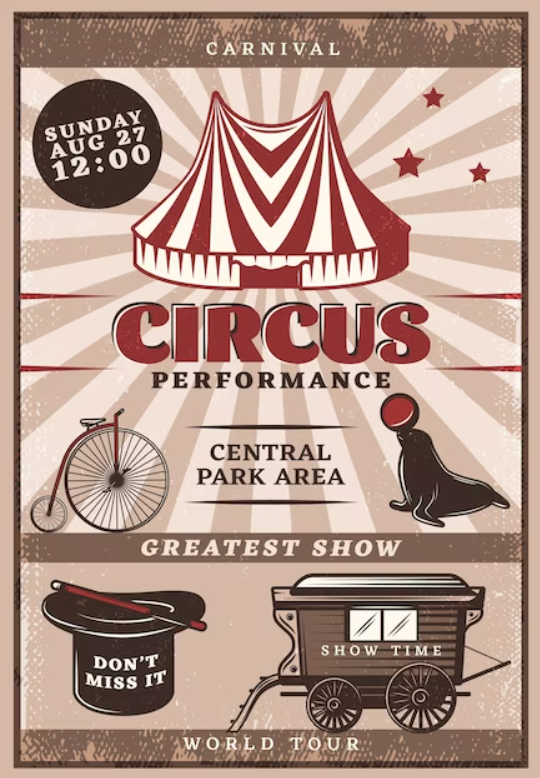 CARNIVAL
SUNDAY
AUG 27
12:00
CIRCUS
PERFORMANCE
CENTRAL
PARK AREA
GREATEST SHOW
DON'T
MISS IT
SHOW TIME
WORLD TOUR